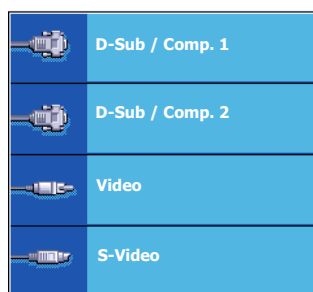 D-Sub / Comp. 1
D-Sub / Comp. 2
Video
S-Video